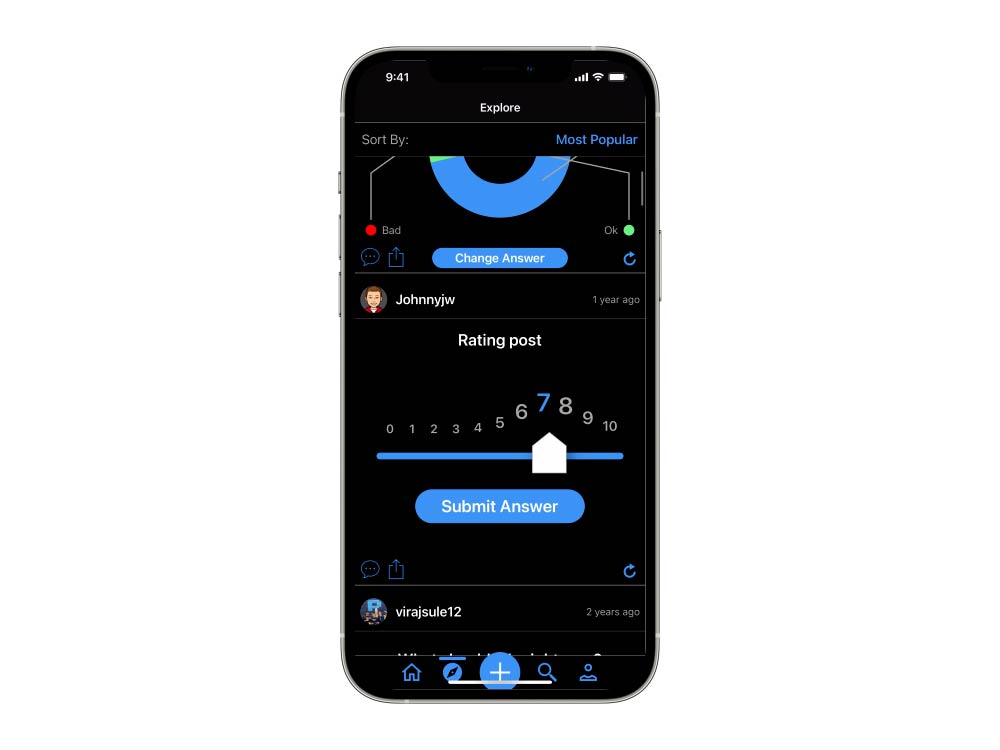 9:41
Explore
Sort By: Most Popular
Bad Ok
Change Answer
Johnnyjw 1 year ago
Rating post
0 1 2 3 4 5 6 7 8 9 10
Submit Answer
virajsule12 2 years ago